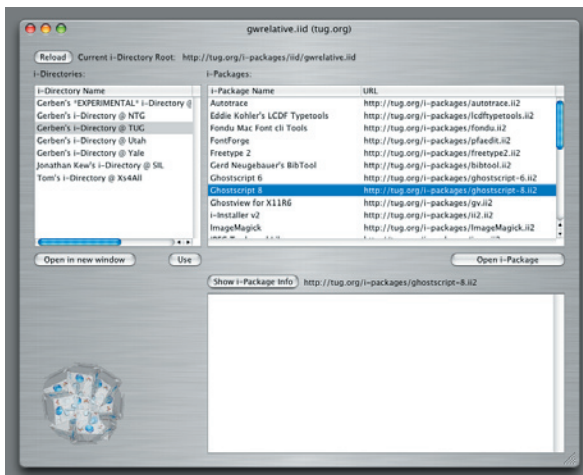 gwrelative.iid (tug.org)
Reload Current i-Directory Root: http://tug.org/i-packages/iid/gwrelative.iid
i-Directories:
i-Directory Name
Gerben's *EXPERIMENTAL* i-Directory @
Gerben's i-Directory @ NTG
Gerben's i-Directory @ TUG
Gerben's i-Directory @ Utah
Gerben's i-Directory @ Yale
Jonathan Kew's i-Directory @ SIL
Tom's i-Directory @ Xs4All
Open in new window Use
i-Packages:
i-Package Name URL
Autotrace http://tug.org/i-packages/autotrace.ii2
Eddie Kohler's LCDF Typetools http://tug.org/i-packages/lcdftypetools.ii2
Fondu Mac Font cli Tools http://tug.org/i-packages/fondu.ii2
FontForge http://tug.org/i-packages/pfaedit.ii2
Freetype 2 http://tug.org/i-packages/freetype2.ii2
Gerd Neugebauer's BibTool http://tug.org/i-packages/bibtool.ii2
Ghostscript 6 http://tug.org/i-packages/ghostscript-6.ii2
Ghostscript 8 http://tug.org/i-packages/ghostscript-8.ii2
Ghostview for X11R6 http://tug.org/i-packages/gv.ii2
i-Installer v2 http://tug.org/i-packages/ii2.ii2
ImageMagick http://tug.org/i-packages/ImageMagick.ii2
Open i-Package
Show i-Package Info http://tug.org/i-packages/ghostscript-8.ii2